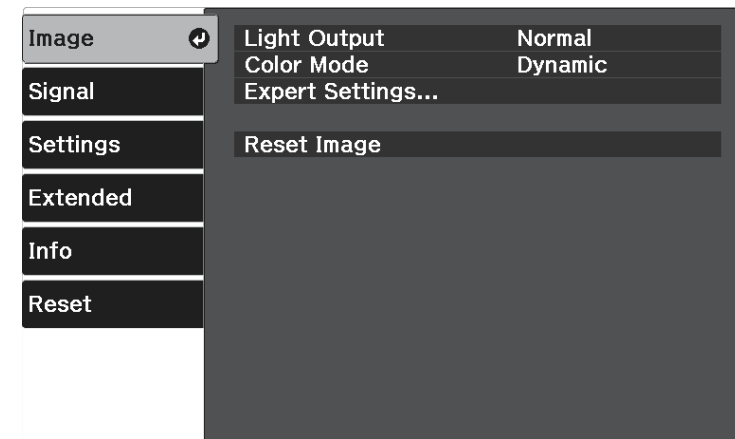 Image
Signal
Settings
Extended
Info
Reset
Light Output Normal
Color Mode Dynamic
Expert Settings...
Reset Image